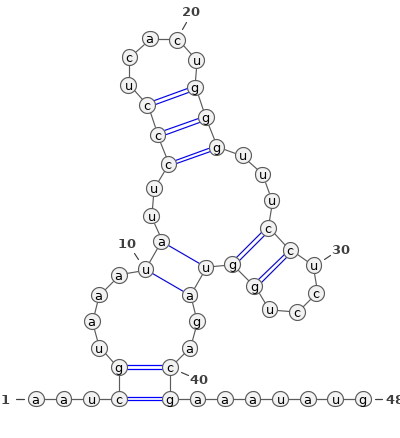 1 a a u c g u a a a u
10
a u u c c c u c a c
20
u g g g u u u c c u
30
c c u g g u a g a c
40
g a a a u a u g 48